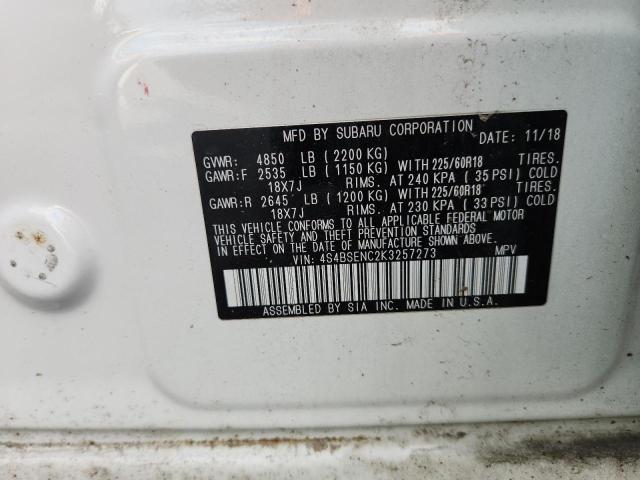 MFD BY SUBARU CORPORATION DATE: 11/18
GVWR: 4850 LB (2200 KG)
GAWR:F 2535 LB (1150 KG) WITH 225/60R18 TIRES.
18X7J RIMS. AT 240 KPA (35 PSI) COLD
GAWR:R 2645 LB (1200 KG) WITH 225/60R18 TIRES.
18X7J RIMS. AT 230 KPA (33 PSI) COLD
THIS VEHICLE CONFORMS TO ALL APPLICABLE FEDERAL MOTOR
VEHICLE SAFETY AND THEFT PREVENTION STANDARDS
IN EFFECT ON THE DATE OF MANUFACTURE SHOWN ABOVE.
VIN: 4S4BSENC2K3257273 MPV
ASSEMBLED BY SIA INC. MADE IN U.S.A.